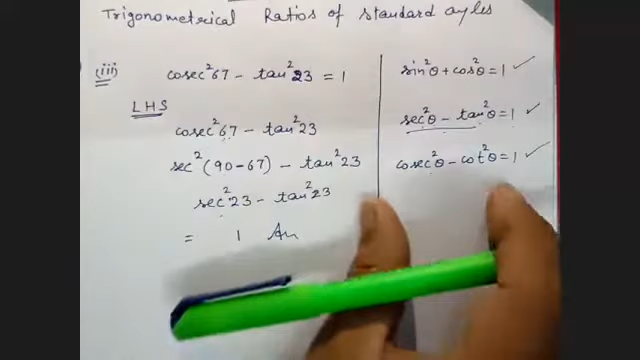 Trigonometrical Ratios of standard angles
(iii) cosec²67 - tan²23 = 1
LHS
cosec²67 - tan²23
sec²(90-67) - tan²23
sec²23 - tan²23
= 1 An
sin²θ + cos²θ = 1 ✓
sec²θ - tan²θ = 1 ✓
cosec²θ - cot²θ = 1 ✓